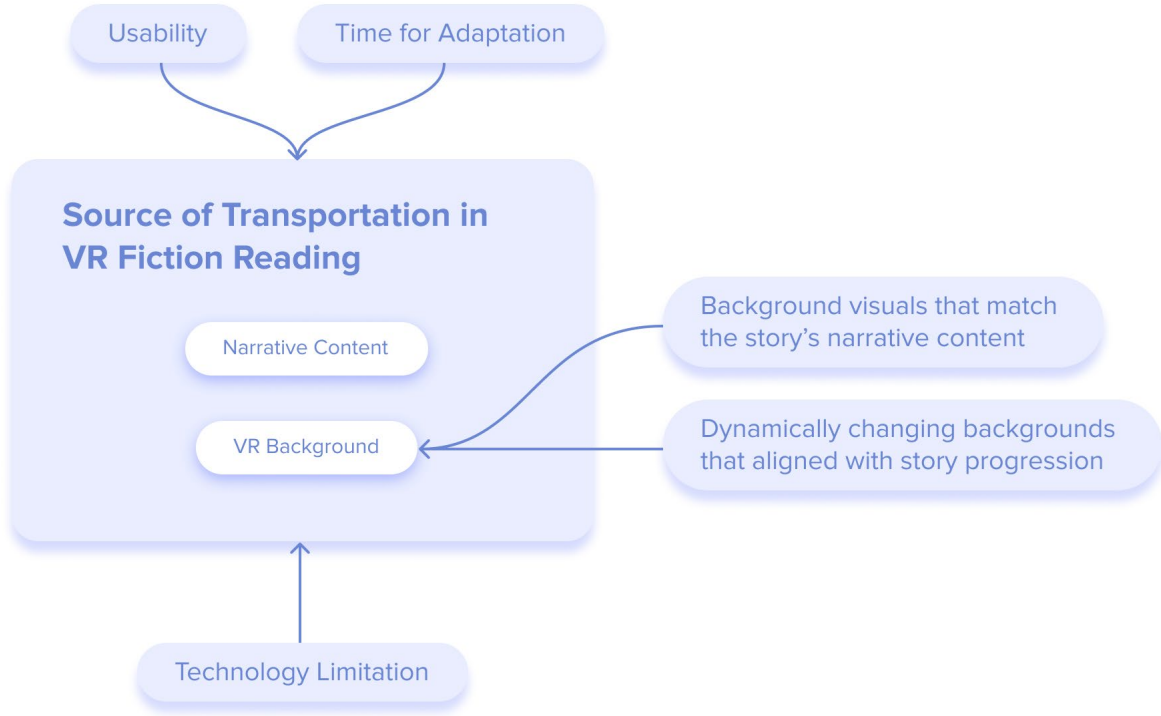 Usability
Time for Adaptation
Source of Transportation in
VR Fiction Reading
Narrative Content
VR Background
Background visuals that match
the story’s narrative content
Dynamically changing backgrounds
that aligned with story progression
Technology Limitation